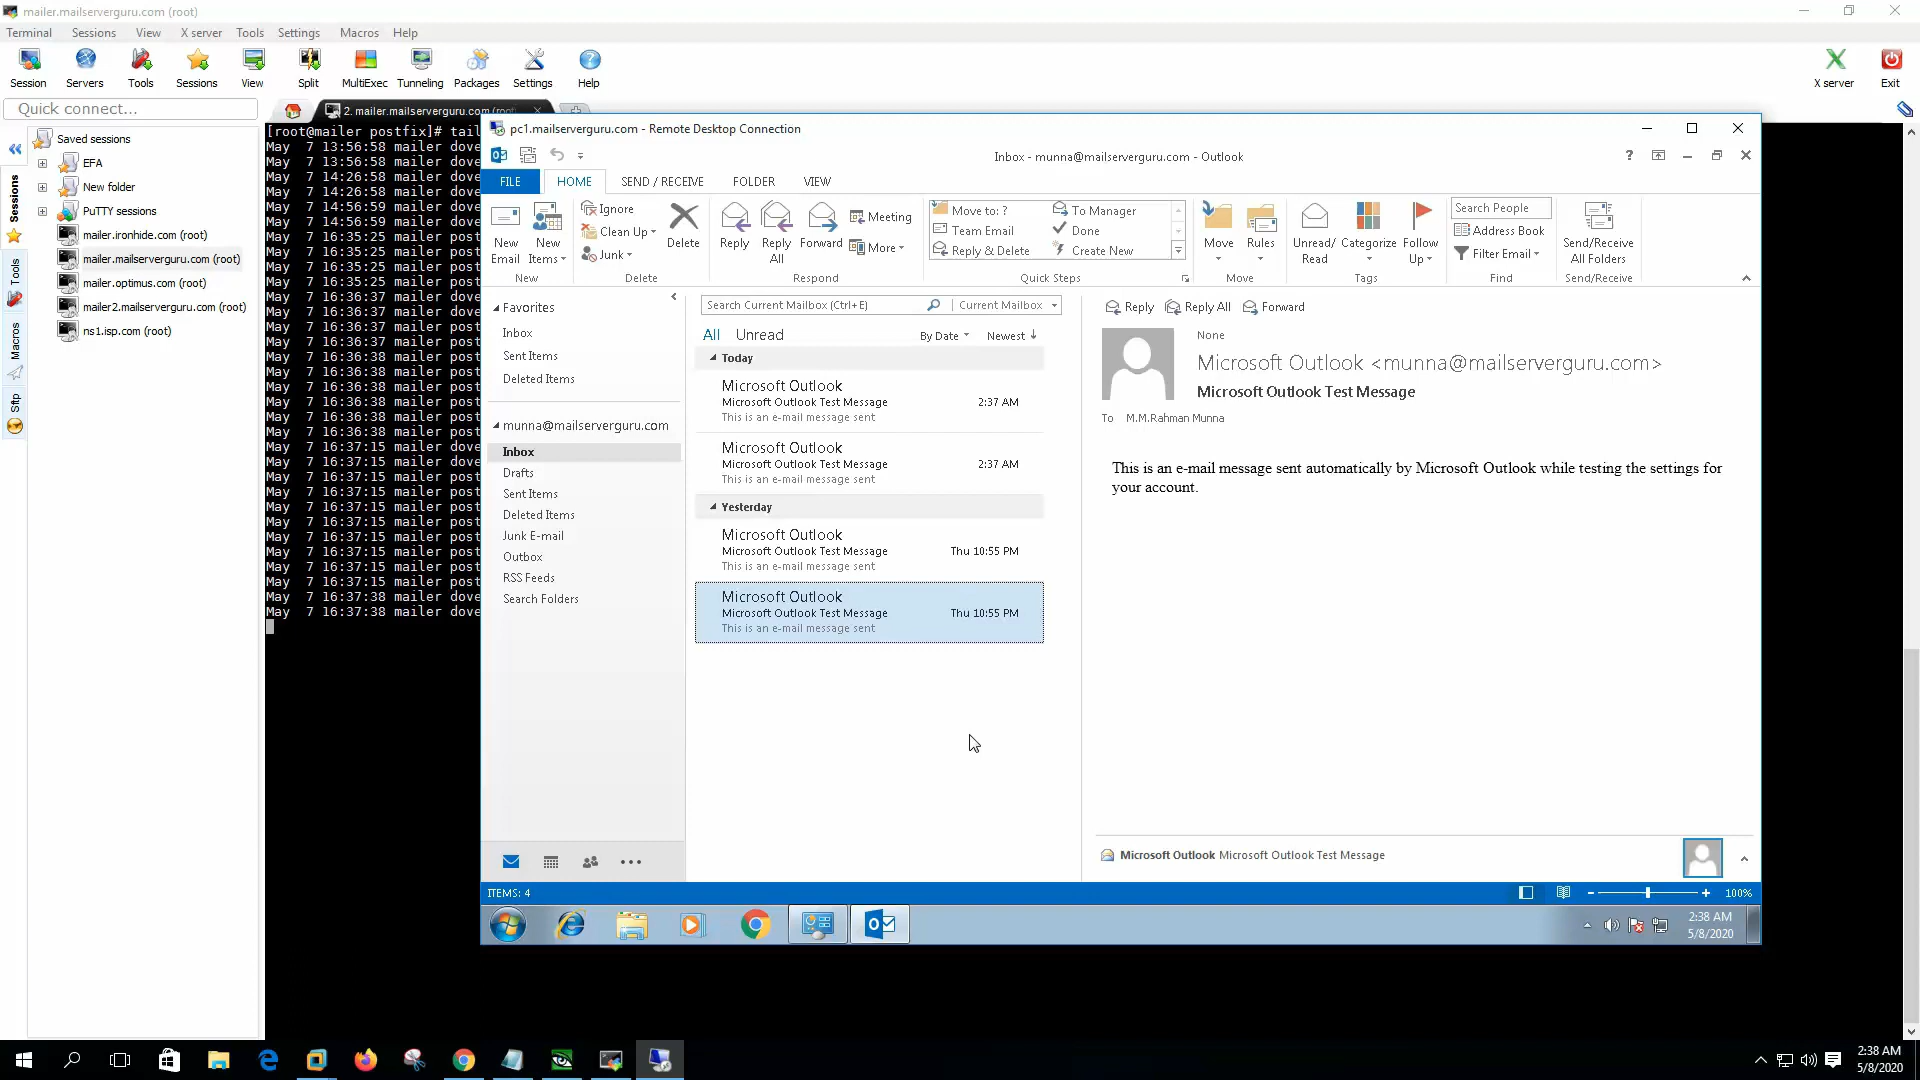 mailer.mailserverguru.com (root)
Terminal Sessions View X server Tools Settings Macros Help
Session Servers Tools Sessions View Split MultiExec Tunneling Packages Settings Help X server Exit
Quick connect...
2. mailer.mailserverguru.com (root)
Saved sessions
EFA
New folder
PuTTY sessions
mailer.ironhide.com (root)
mailer.mailserverguru.com (root)
mailer.optimus.com (root)
mailer2.mailserverguru.com (root)
ns1.isp.com (root)
Sessions
Tools
Macros
Sftp
[root@mailer postfix]# tail
May 7 13:56:58 mailer dove
May 7 14:26:58 mailer post
May 7 14:26:58 mailer
May 7 14:26:58 mailer dove
May 7 14:56:59 mailer
May 7 14:56:59 mailer dove
May 7 16:35:25 mailer post
May 7 16:35:25 mailer
May 7 16:35:25 mailer post
May 7 16:35:25 mailer post
May 7 16:36:37 mailer dove
May 7 16:36:37 mailer
May 7 16:36:37 mailer post
May 7 16:36:37 mailer post
May 7 16:36:38 mailer post
May 7 16:36:38 mailer
May 7 16:36:38 mailer post
May 7 16:36:38 mailer
May 7 16:36:38 mailer post
May 7 16:36:38 mailer post
May 7 16:37:15 mailer dove
May 7 16:37:15 mailer dove
May 7 16:37:15 mailer post
May 7 16:37:15 mailer post
May 7 16:37:15 mailer post
May 7 16:37:15 mailer post
May 7 16:37:15 mailer post
May 7 16:37:15 mailer post
May 7 16:37:15 mailer post
May 7 16:37:15 mailer post
May 7 16:37:38 mailer dove
May 7 16:37:38 mailer dove
pc1.mailserverguru.com - Remote Desktop Connection
Inbox - munna@mailserverguru.com - Outlook
FILE HOME SEND / RECEIVE FOLDER VIEW
New Email
New Items
New
Ignore
Clean Up
Junk
Delete
Delete
Reply
Reply All
Forward
Meeting
More
Respond
Move to: ?
Team Email
Reply & Delete
To Manager
Done
Create New
Quick Steps
Move
Rules
Move
Unread/ Read
Categorize
Follow Up
Tags
Search People
Address Book
Filter Email
Find
Send/Receive All Folders
Send/Receive
Favorites
Inbox
Sent Items
Deleted Items
munna@mailserverguru.com
Inbox
Drafts
Sent Items
Deleted Items
Junk E-mail
Outbox
RSS Feeds
Search Folders
Search Current Mailbox (Ctrl+E) Current Mailbox
All Unread By Date Newest
Today
Microsoft Outlook
Microsoft Outlook Test Message 2:37 AM
This is an e-mail message sent
Microsoft Outlook
Microsoft Outlook Test Message 2:37 AM
This is an e-mail message sent
Yesterday
Microsoft Outlook
Microsoft Outlook Test Message Thu 10:55 PM
This is an e-mail message sent
Microsoft Outlook
Microsoft Outlook Test Message Thu 10:55 PM
This is an e-mail message sent
Reply Reply All Forward
None
Microsoft Outlook <munna@mailserverguru.com>
Microsoft Outlook Test Message
To M.M.Rahman Munna
This is an e-mail message sent automatically by Microsoft Outlook while testing the settings for
your account.
Microsoft Outlook Microsoft Outlook Test Message
ITEMS: 4
100%
2:38 AM
5/8/2020
2:38 AM
5/8/2020